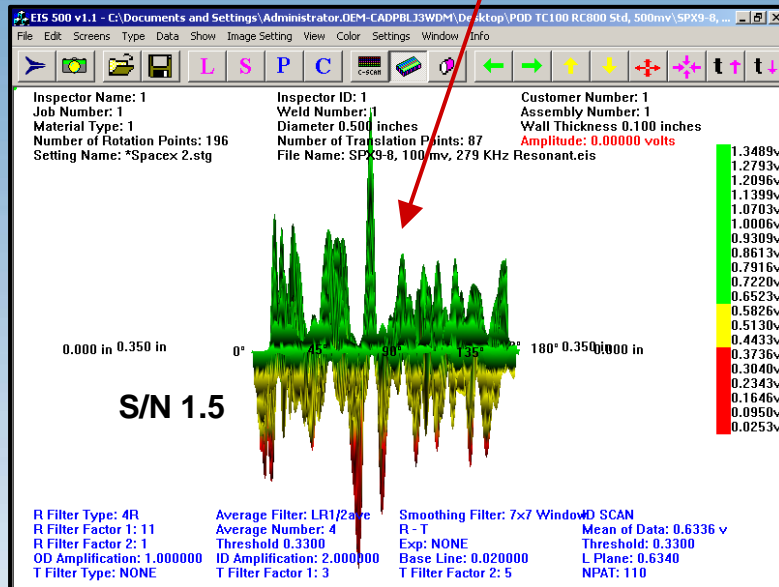 EIS 500 v1.1 - C:\Documents and Settings\Administrator.OEM-CADPBLJ3WDM\Desktop\POD TC100 RC800 Std, 500mv\SPX9-8, ...
File Edit Screens Type Data Show Image Setting View Color Settings Window Info
L S P C C-SCAN t t
Inspector Name: 1 Inspector ID: 1 Customer Number: 1
Job Number: 1 Weld Number: 1 Assembly Number: 1
Material Type: 1 Diameter 0.500 inches Wall Thickness 0.100 inches
Number of Rotation Points: 196 Number of Translation Points: 87 Amplitude: 0.00000 volts
Setting Name: *Spacex 2.stg File Name: SPX9-8, 100 mv, 279 KHz Resonant.eis
1.3489v
1.2793v
1.2096v
1.1399v
1.0703v
1.0006v
0.9309v
0.8613v
0.7916v
0.7220v
0.6523v
0.5826v
0.5130v
0.4433v
0.3736v
0.3040v
0.2343v
0.1646v
0.0950v
0.0253v
0.000 in 0.350 in 0° 45° 90° 135° 180° 0.350 in 0.000 in
S/N 1.5
R Filter Type: 4R Average Filter: LR1/2ave Smoothing Filter: 7x7 Window ID SCAN
R Filter Factor 1: 11 Average Number: 4 R - T Mean of Data: 0.6336 v
R Filter Factor 2: 1 Threshold 0.3300 Exp: NONE Threshold: 0.3300
OD Amplification: 1.000000 ID Amplification: 2.000000 Base Line: 0.020000 L Plane: 0.6340
T Filter Type: NONE T Filter Factor 1: 3 T Filter Factor 2: 5 NPAT: 110